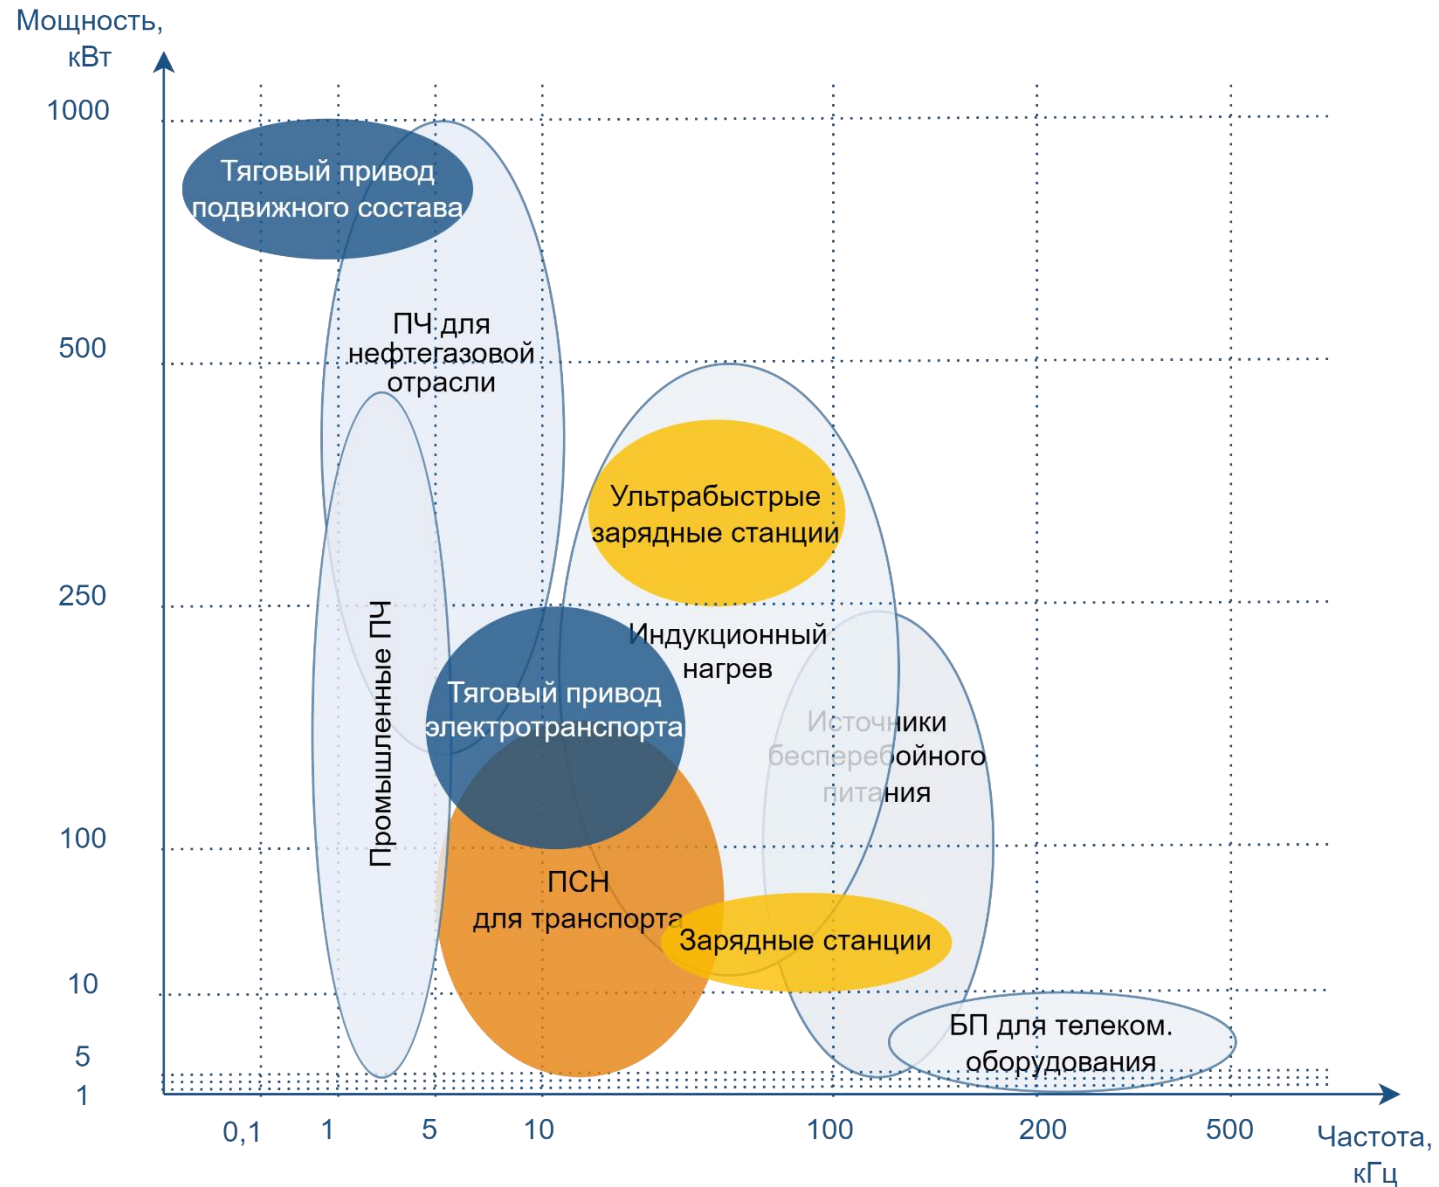 Мощность,
кВт
1000
Тяговый привод
подвижного состава
ПЧ для
нефтегазовой
отрасли
500
Ультрабыстрые
зарядные станции
250
Индукционный
нагрев
Промышленные ПЧ
Тяговый привод
электротранспорта
Источники
бесперебойного
питания
100
ПСН
для транспорта
Зарядные станции
10
БП для телеком.
оборудования
5
1
0,1
1
5
10
100
200
500
Частота,
кГц